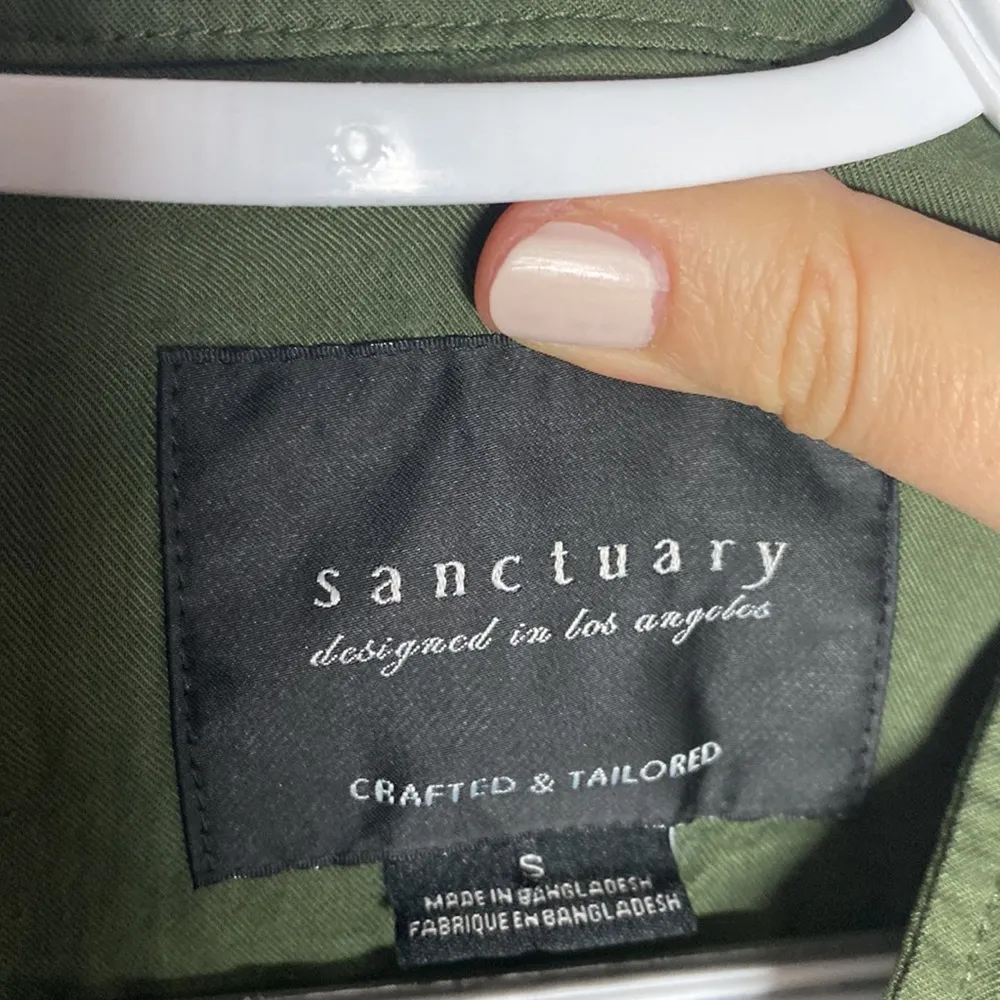 sanctuary
designed in los angeles
CRAFTED & TAILORED
S
MADE IN BANGLADESH
FABRIQUE EN BANGLADESH